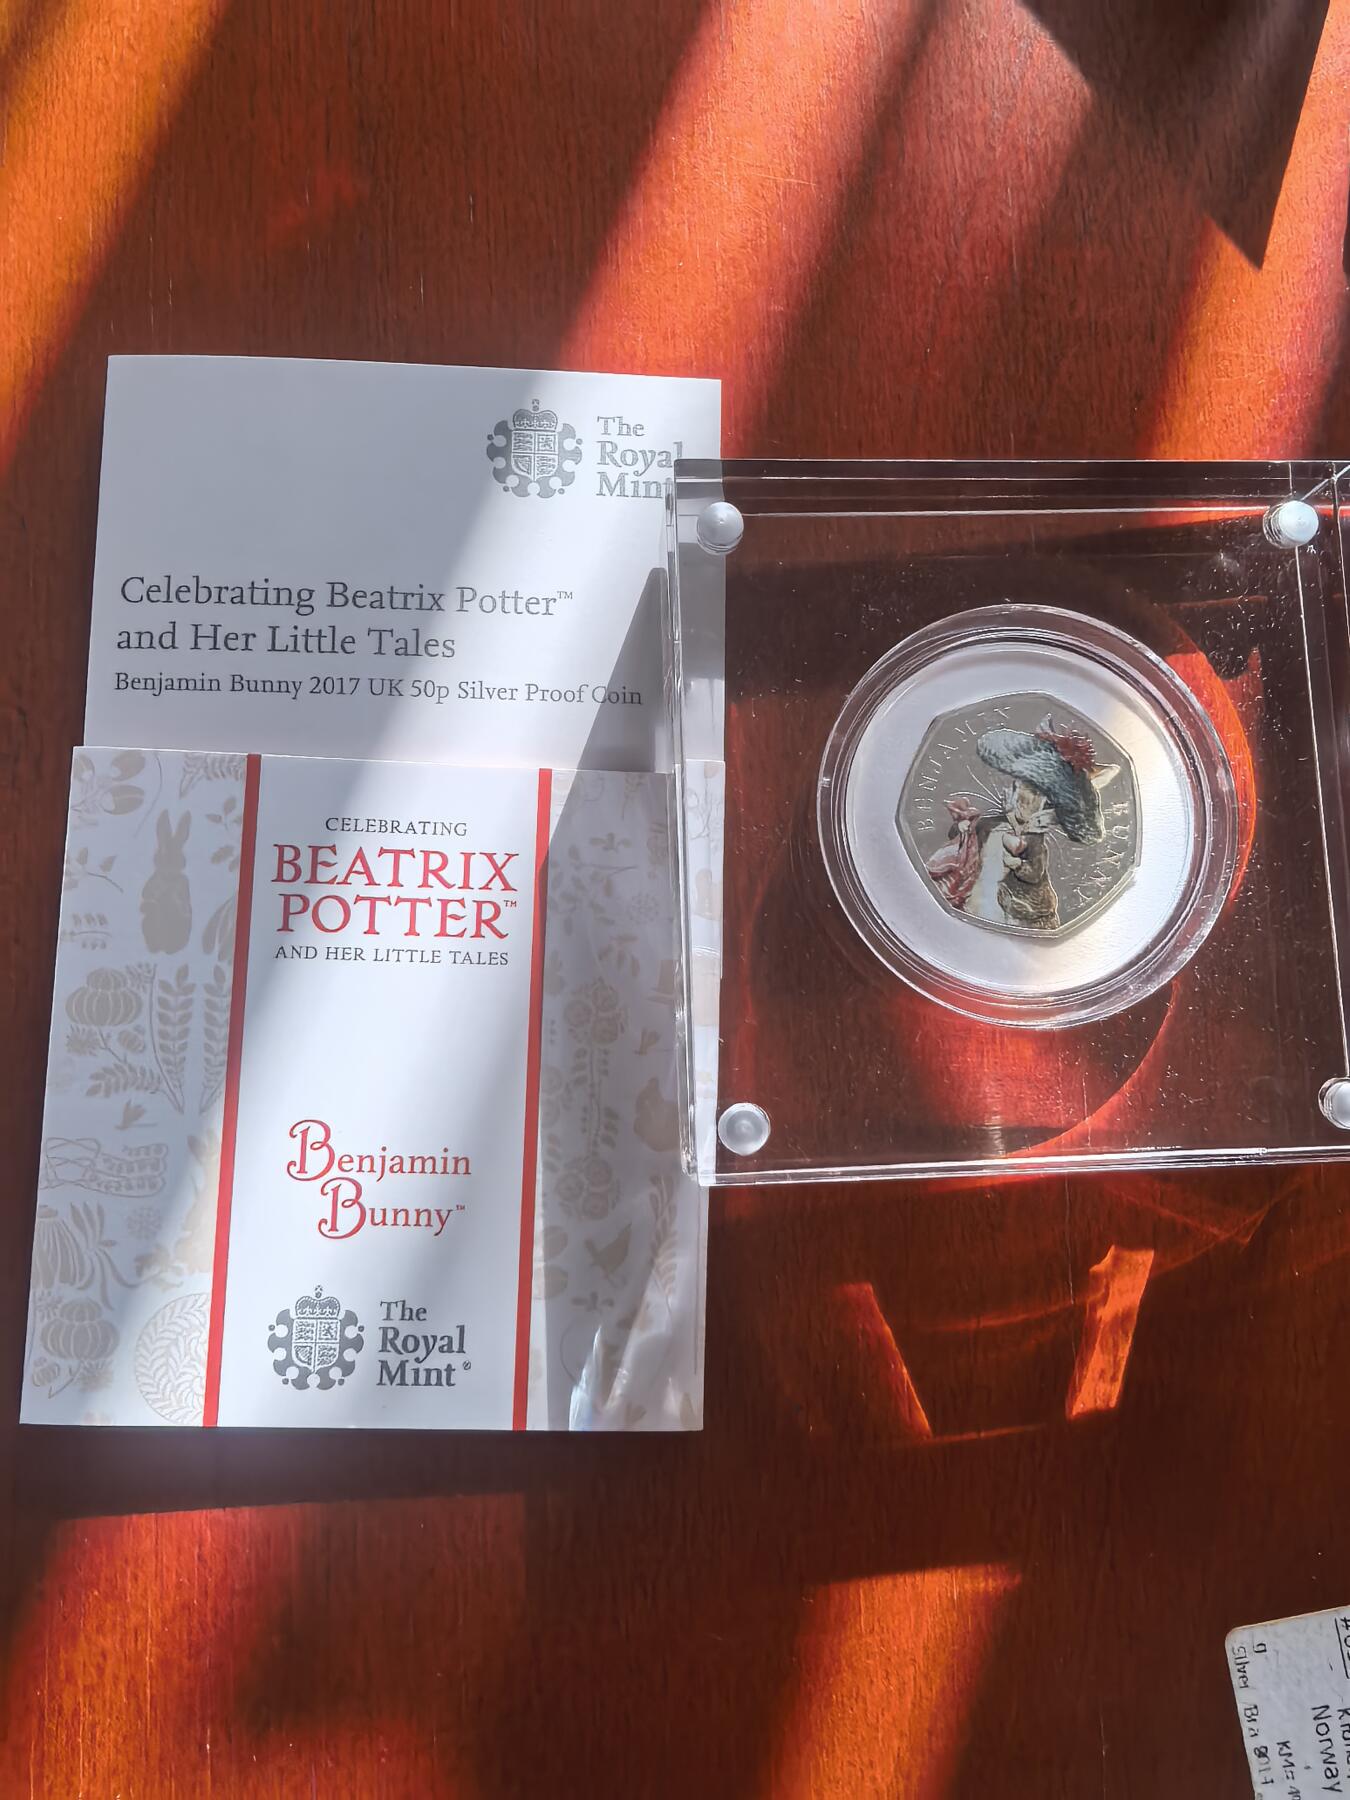 The
Royal
Mint
Celebrating Beatrix Potter™
and Her Little Tales
Benjamin Bunny 2017 UK 50p Silver Proof Coin
CELEBRATING
BEATRIX
POTTER™
AND HER LITTLE TALES
Benjamin
Bunny™
The
Royal
Mint®
BENJAMIN BUNNY
Norway